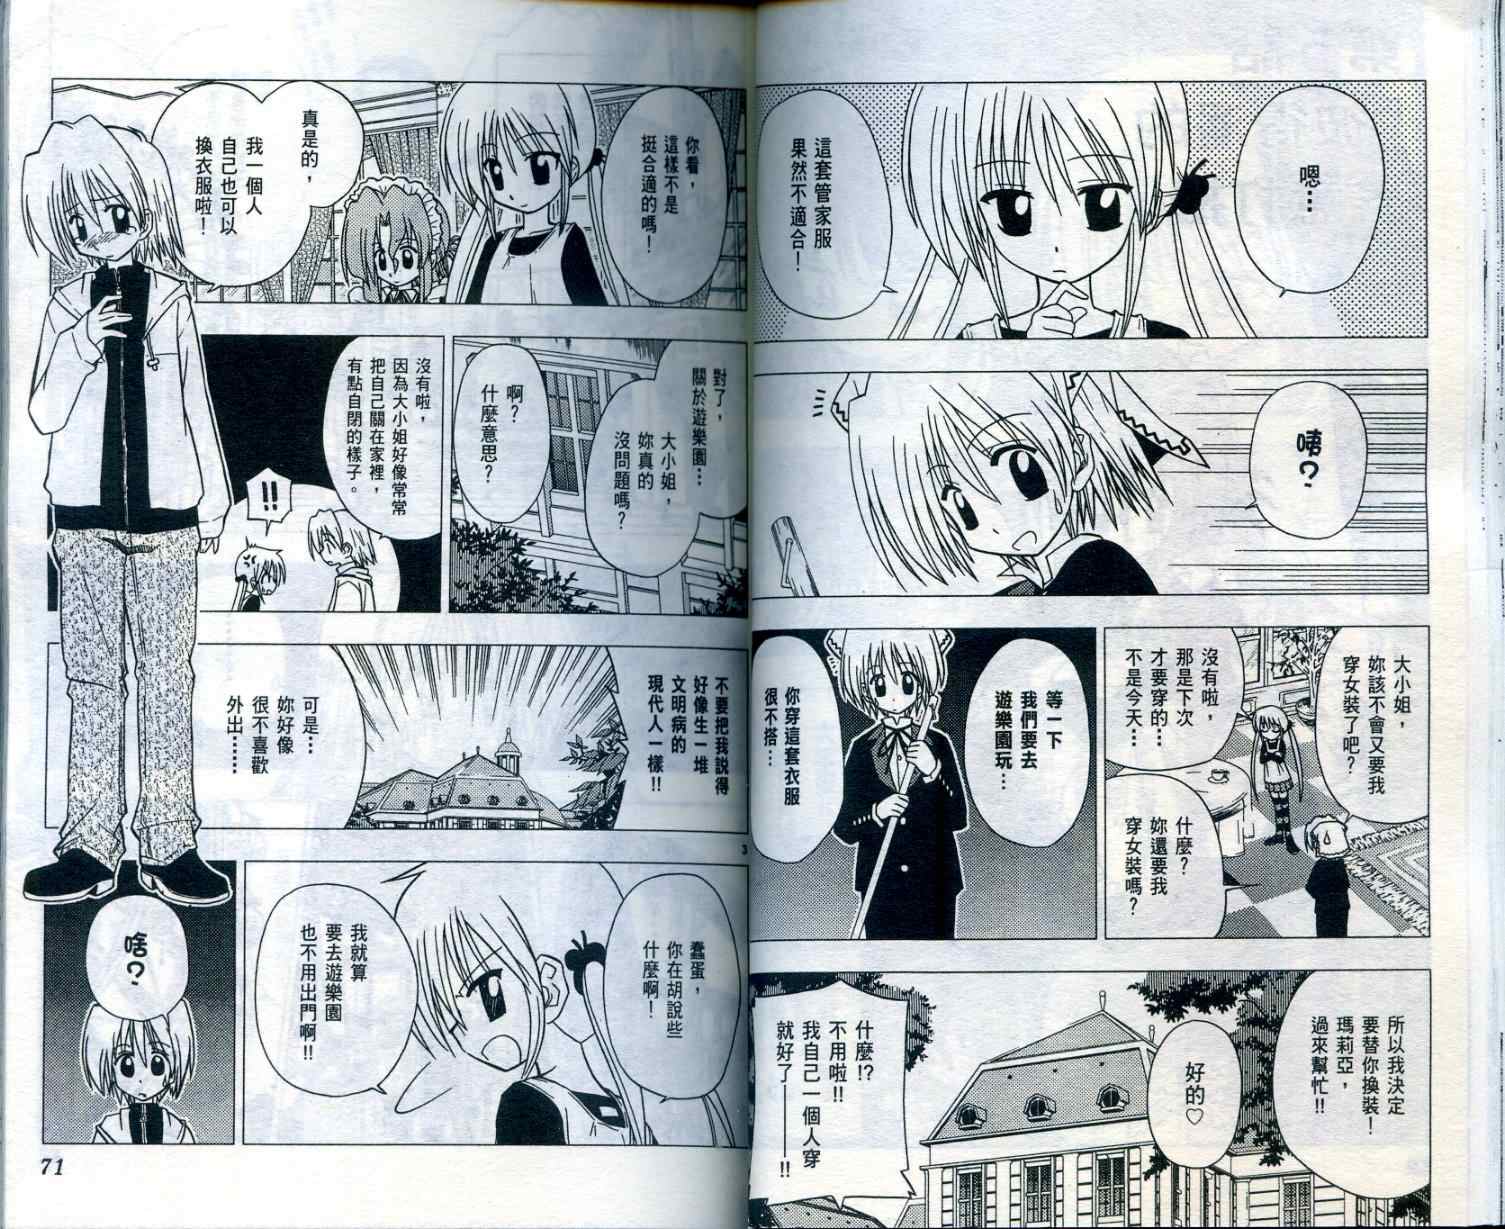 嗯…
這套管家服
果然不適合！
咦？
大小姐，
妳該不會又要我
穿女裝了吧？
沒有啦，
那是下次
才要穿的…
不是今天…
什麼？
妳還要我
穿女裝嗎？
等一下
我們要去
遊樂園玩…
你穿這套衣服
很不搭…
所以我決定
要替你換裝！
瑪莉亞，
過來幫忙!!
好的♡
什麼!?
不用啦!!
我自己一個人穿
就好了——!!
你看，
這樣不是
挺合適的嗎！
真是的，
我一個人
自己也可以
換衣服啦！
對了，
關於遊樂園…
大小姐，
妳真的
沒問題嗎？
啊？
什麼意思？
沒有啦，
因為大小姐好像常常
把自己關在家裡，
有點自閉的樣子。
!!
不要把我說得
好像生一堆
文明病的
現代人一樣!!
可是…
妳好像
很不喜歡
外出……
蠢蛋，
你在胡說些
什麼啊！
我就算
要去遊樂園
也不用出門啊!!
啥？
3
71